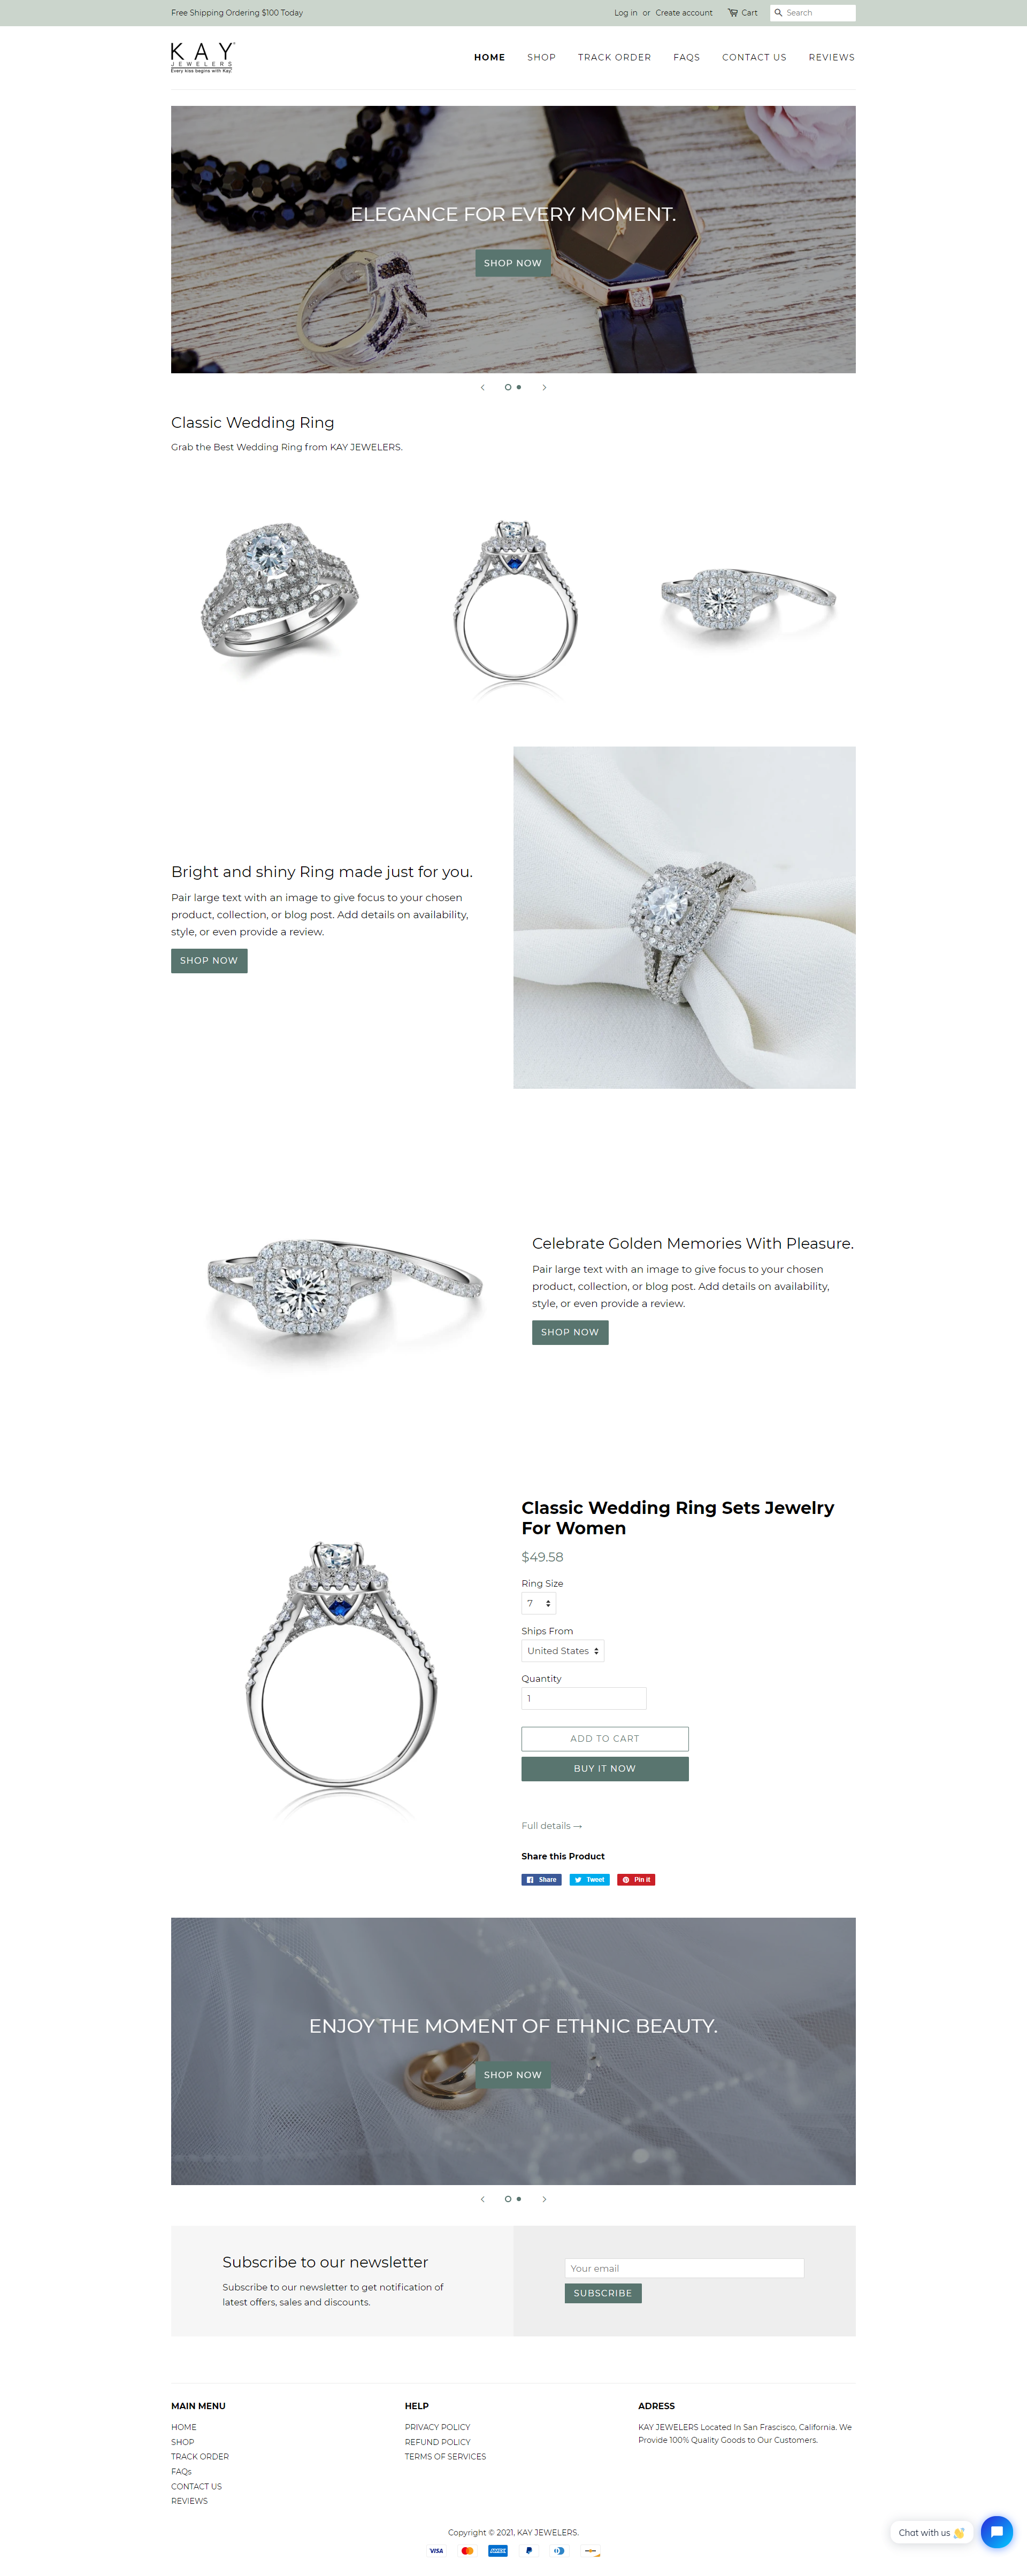 Free Shipping Ordering $100 Today
Log in or Create account Cart Search
KAY
JEWELERS
Every kiss begins with Kay.
HOME SHOP TRACK ORDER FAQS CONTACT US REVIEWS
ELEGANCE FOR EVERY MOMENT.
SHOP NOW
Classic Wedding Ring
Grab the Best Wedding Ring from KAY JEWELERS.
Bright and shiny Ring made just for you.
Pair large text with an image to give focus to your chosen
product, collection, or blog post. Add details on availability,
style, or even provide a review.
SHOP NOW
Celebrate Golden Memories With Pleasure.
Pair large text with an image to give focus to your chosen
product, collection, or blog post. Add details on availability,
style, or even provide a review.
SHOP NOW
Classic Wedding Ring Sets Jewelry
For Women
$49.58
Ring Size
7
Ships From
United States
Quantity
1
ADD TO CART
BUY IT NOW
Full details →
Share this Product
Share Tweet Pin it
ENJOY THE MOMENT OF ETHNIC BEAUTY.
SHOP NOW
Subscribe to our newsletter
Subscribe to our newsletter to get notification of
latest offers, sales and discounts.
Your email
SUBSCRIBE
MAIN MENU
HOME
SHOP
TRACK ORDER
FAQs
CONTACT US
REVIEWS
HELP
PRIVACY POLICY
REFUND POLICY
TERMS OF SERVICES
ADRESS
KAY JEWELERS Located In San Frascisco, California. We
Provide 100% Quality Goods to Our Customers.
Chat with us 👋
Copyright © 2021, KAY JEWELERS.
VISA